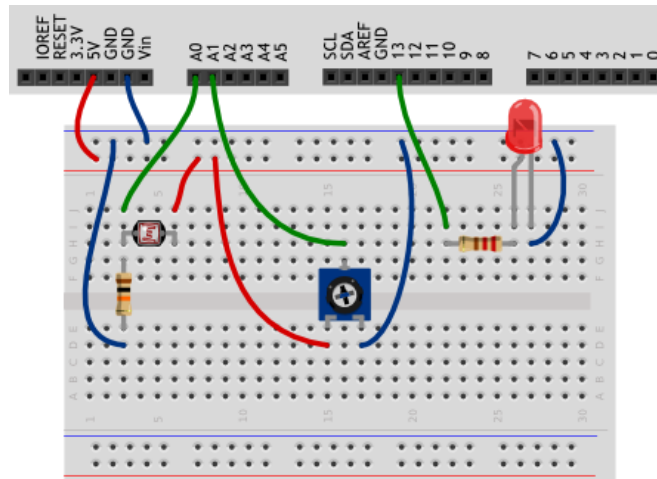 IOREF
RESET
3.3V
5V
GND
GND
Vin
A0
A1
A2
A3
A4
A5
SCL
SDA
AREF
GND
13
12
11
10
9
8
7
6
5
4
3
2
1
0
1 5 15 25 30
J J
I I
H H
G G
F F
E E
D D
C C
B B
A A
1 5 10 15 20 25 30